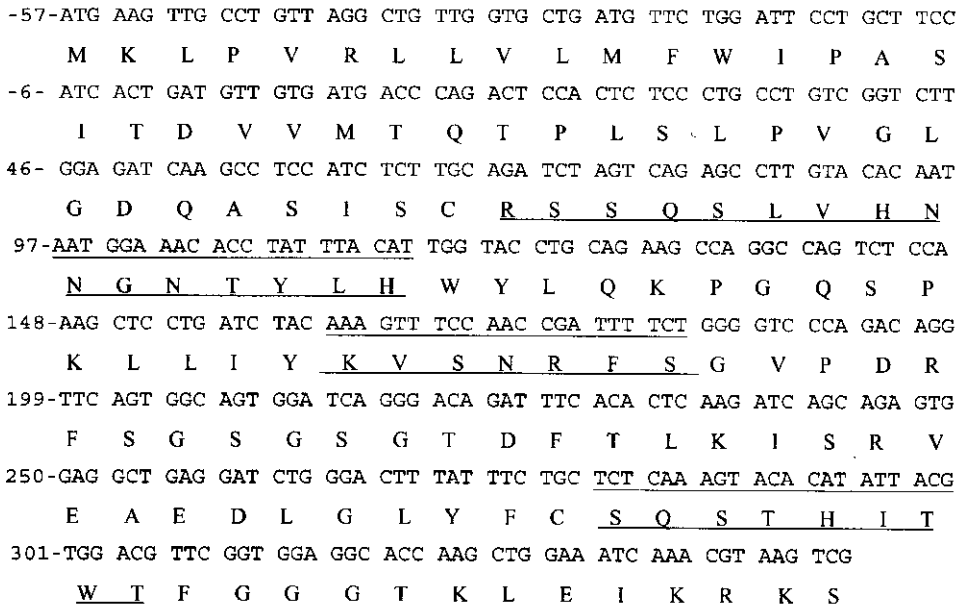 -57-ATG AAG TTG CCT GTT AGG CTG TTG GTG CTG ATG TTC TGG ATT CCT GCT TCC
M K L P V R L L V L M F W I P A S
-6- ATC ACT GAT GTT GTG ATG ACC CAG ACT CCA CTC TCC CTG CCT GTC GGT CTT
I T D V V M T Q T P L S L P V G L
46- GGA GAT CAA GCC TCC ATC TCT TGC AGA TCT AGT CAG AGC CTT GTA CAC AAT
G D Q A S I S C R S S Q S L V H N
97-AAT GGA AAC ACC TAT TTA CAT TGG TAC CTG CAG AAG CCA GGC CAG TCT CCA
N G N T Y L H W Y L Q K P G Q S P
148-AAG CTC CTG ATC TAC AAA GTT TCC AAC CGA TTT TCT GGG GTC CCA GAC AGG
K L L I Y K V S N R F S G V P D R
199-TTC AGT GGC AGT GGA TCA GGG ACA GAT TTC ACA CTC AAG ATC AGC AGA GTG
F S G S G S G T D F T L K I S R V
250-GAG GCT GAG GAT CTG GGA CTT TAT TTC TGC TCT CAA AGT ACA CAT ATT ACG
E A E D L G L Y F C S Q S T H I T
301-TGG ACG TTC GGT GGA GGC ACC AAG CTG GAA ATC AAA CGT AAG TCG
W T F G G G T K L E I K R K S